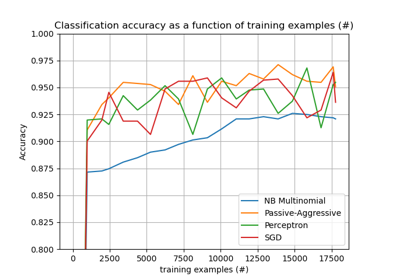 Classification accuracy as a function of training examples (#)
1.000
0.975
0.950
0.925
0.900
0.875
0.850
0.825
0.800
Accuracy
NB Multinomial
Passive-Aggressive
Perceptron
SGD
0 2500 5000 7500 10000 12500 15000 17500
training examples (#)